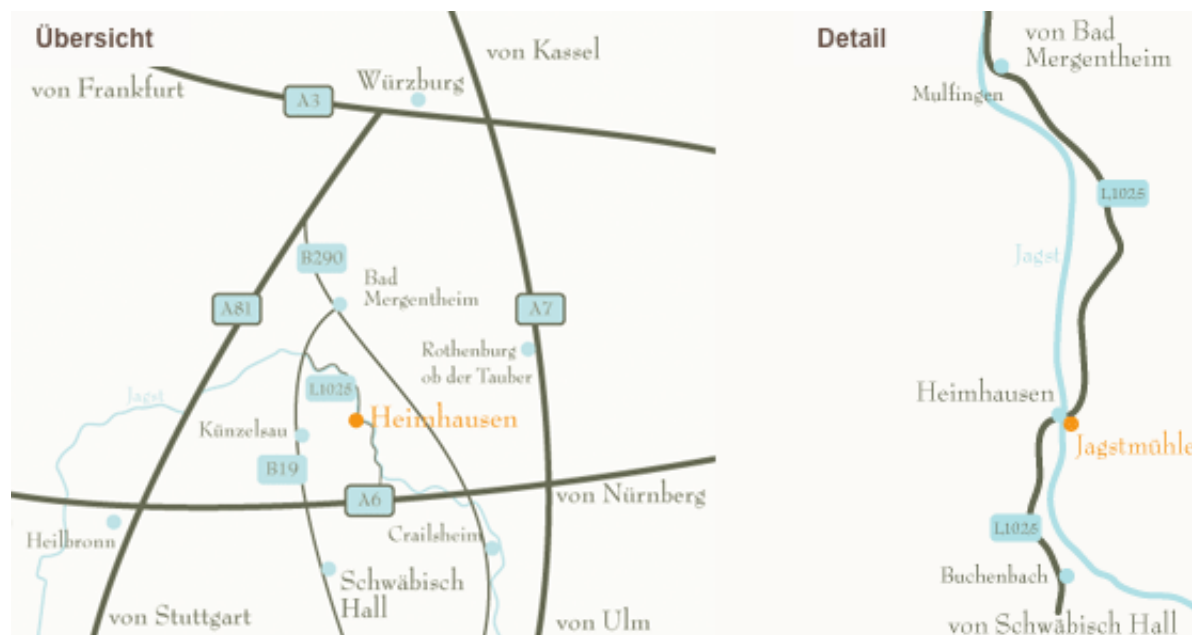 Übersicht
von Kassel
von Frankfurt
A3
Würzburg
B290
Bad
Mergentheim
A81
A7
Rothenburg
ob der Tauber
Jagst
L1025
Heimhausen
Künzelsau
B19
A6
von Nürnberg
Heilbronn
Crailsheim
Schwäbisch
Hall
von Stuttgart
von Ulm
Detail
von Bad
Mergentheim
Mulfingen
L1025
Jagst
Heimhausen
Jagstmühle
L1025
Buchenbach
von Schwäbisch Hall